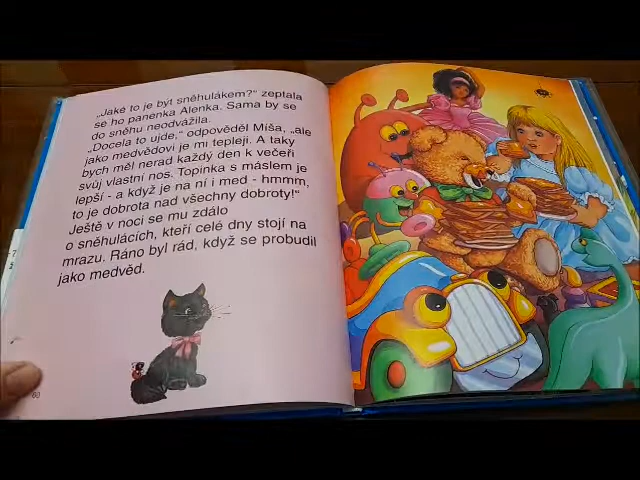 „Jaké to je být sněhulákem?“ zeptala
se ho panenka Alenka. Sama by se
do sněhu neodvážila.
„Docela to ujde,“ odpověděl Míša, „ale
jako medvědovi je mi tepleji. A taky
bych měl nerad každý den k večeři
svůj vlastní nos. Topinka s máslem je
lepší - a když je na ní i med - hmmm,
to je dobrota nad všechny dobroty!“
Ještě v noci se mu zdálo
o sněhulácích, kteří celé dny stojí na
mrazu. Ráno byl rád, když se probudil
jako medvěd.
60